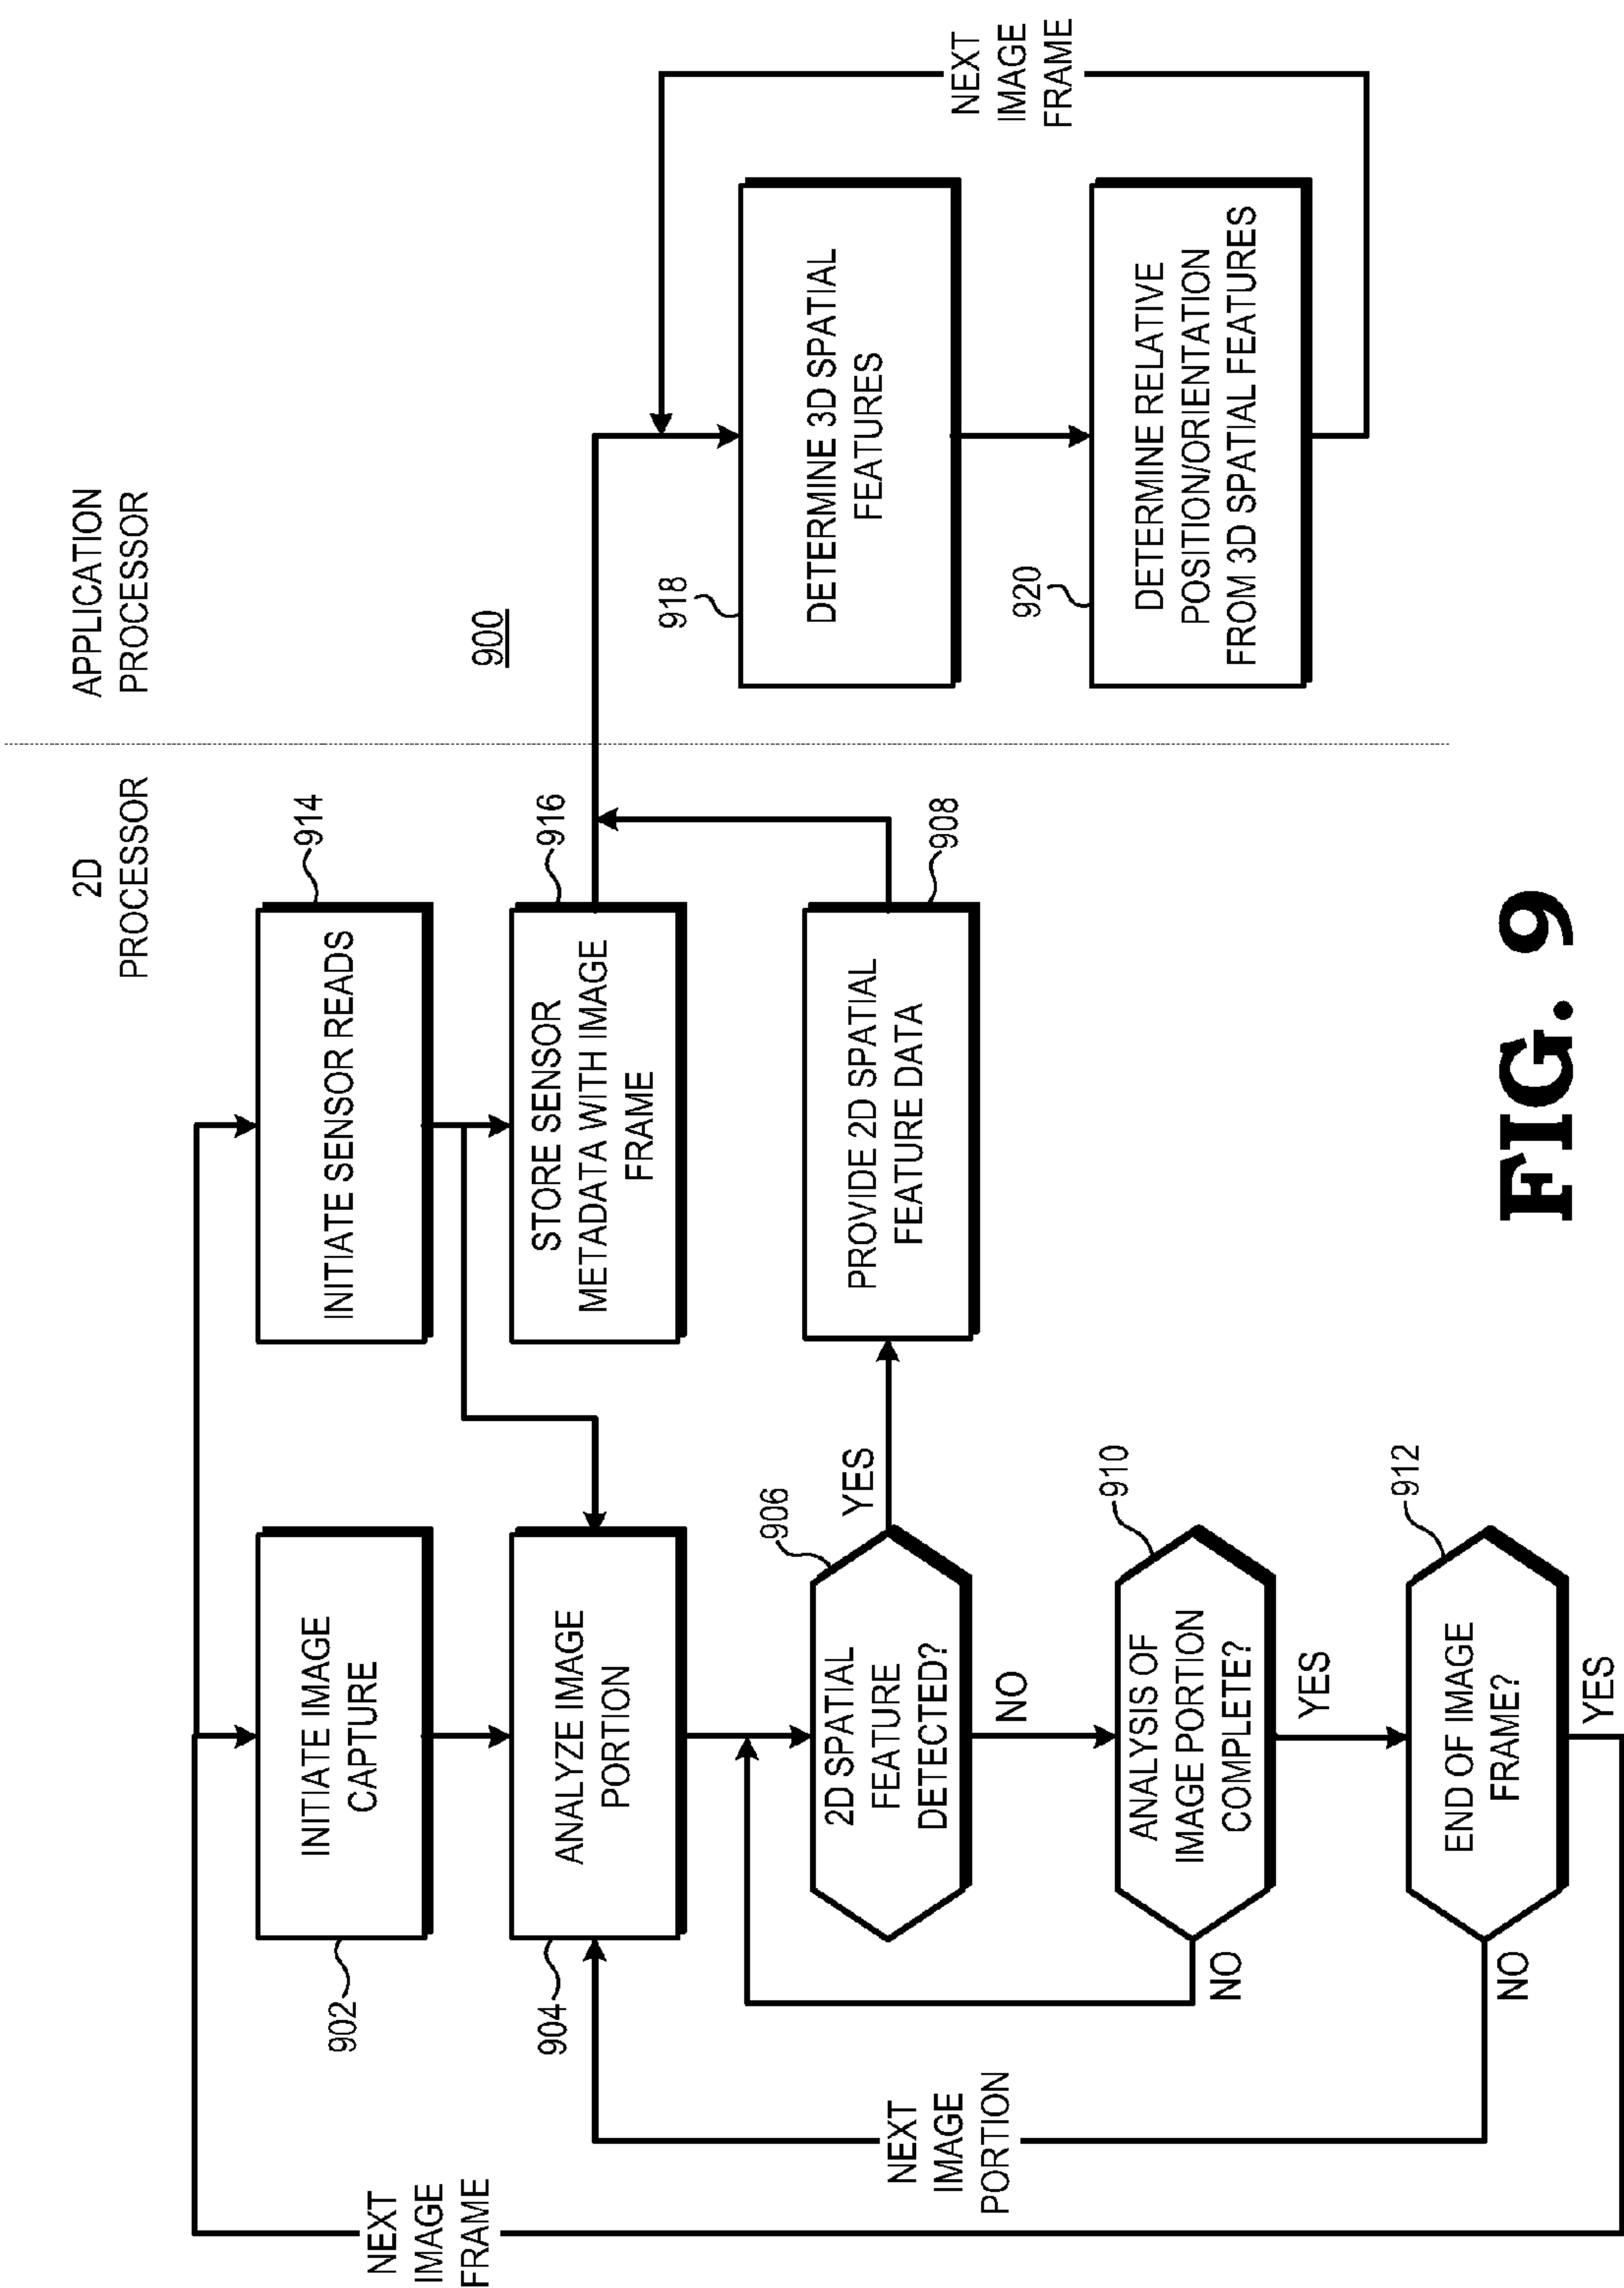 2D
PROCESSOR
APPLICATION
PROCESSOR
900
NEXT
IMAGE
FRAME
902
INITIATE IMAGE
CAPTURE
INITIATE SENSOR READS
914
904
ANALYZE IMAGE
PORTION
STORE SENSOR
METADATA WITH IMAGE
FRAME
916
NEXT
IMAGE
PORTION
906
2D SPATIAL
FEATURE
DETECTED?
YES
NO
PROVIDE 2D SPATIAL
FEATURE DATA
908
910
ANALYSIS OF
IMAGE PORTION
COMPLETE?
NO
YES
912
END OF IMAGE
FRAME?
NO
YES
918
DETERMINE 3D SPATIAL
FEATURES
920
DETERMINE RELATIVE
POSITION/ORIENTATION
FROM 3D SPATIAL FEATURES
NEXT
IMAGE
FRAME
FIG. 9